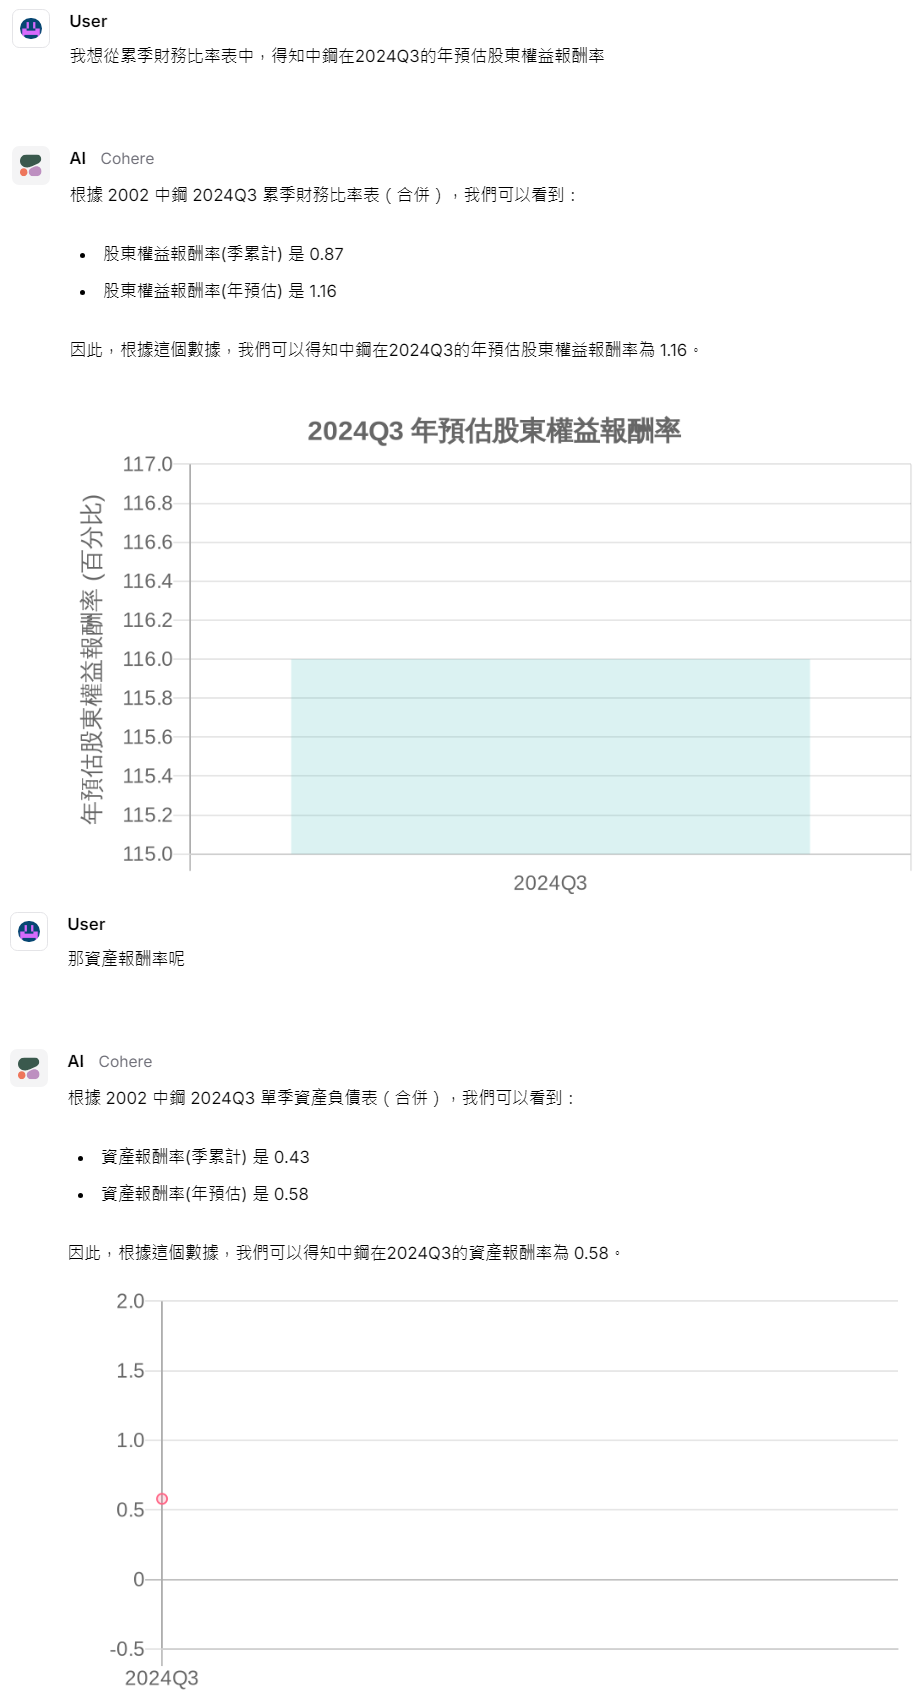 User
我想從累季財務比率表中，得知中鋼在2024Q3的年預估股東權益報酬率
AI Cohere
根據 2002 中鋼 2024Q3 累季財務比率表（合併），我們可以看到：
• 股東權益報酬率(季累計) 是 0.87
• 股東權益報酬率(年預估) 是 1.16
因此，根據這個數據，我們可以得知中鋼在2024Q3的年預估股東權益報酬率為 1.16。
2024Q3 年預估股東權益報酬率
年預估股東權益報酬率 (百分比)
117.0
116.8
116.6
116.4
116.2
116.0
115.8
115.6
115.4
115.2
115.0
2024Q3
User
那資產報酬率呢
AI Cohere
根據 2002 中鋼 2024Q3 單季資產負債表（合併），我們可以看到：
• 資產報酬率(季累計) 是 0.43
• 資產報酬率(年預估) 是 0.58
因此，根據這個數據，我們可以得知中鋼在2024Q3的資產報酬率為 0.58。
2.0
1.5
1.0
0.5
0
-0.5
2024Q3